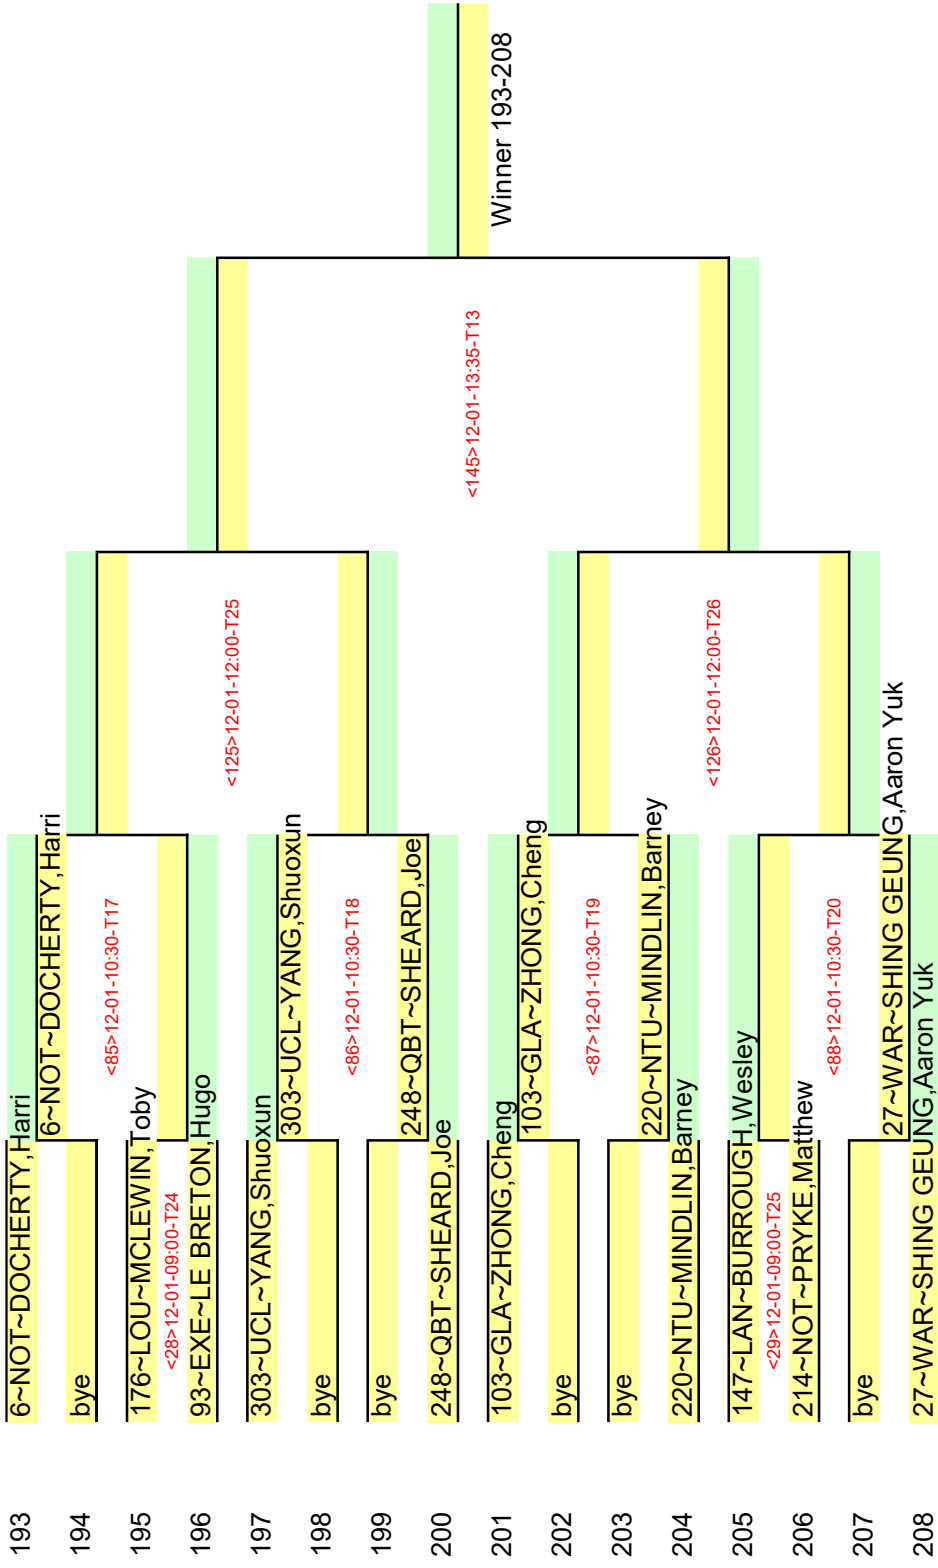 193
6~NOT~DOCHERTY,Harri
6~NOT~DOCHERTY,Harri
194
bye
<85>12-01-10:30-T17
195
176~LOU~MCLEWIN,Toby
<28>12-01-09:00-T24
196
93~EXE~LE BRETON,Hugo
<125>12-01-12:00-T25
197
303~UCL~YANG,Shuoxun
303~UCL~YANG,Shuoxun
198
bye
<86>12-01-10:30-T18
199
bye
248~QBT~SHEARD,Joe
200
248~QBT~SHEARD,Joe
<145>12-01-13:35-T13
Winner 193-208
201
103~GLA~ZHONG,Cheng
103~GLA~ZHONG,Cheng
202
bye
<87>12-01-10:30-T19
203
bye
220~NTU~MINDLIN,Barney
204
220~NTU~MINDLIN,Barney
<126>12-01-12:00-T26
205
147~LAN~BURROUGH,Wesley
<29>12-01-09:00-T25
206
214~NOT~PRYKE,Matthew
<88>12-01-10:30-T20
207
bye
27~WAR~SHING GEUNG,Aaron Yuk
208
27~WAR~SHING GEUNG,Aaron Yuk